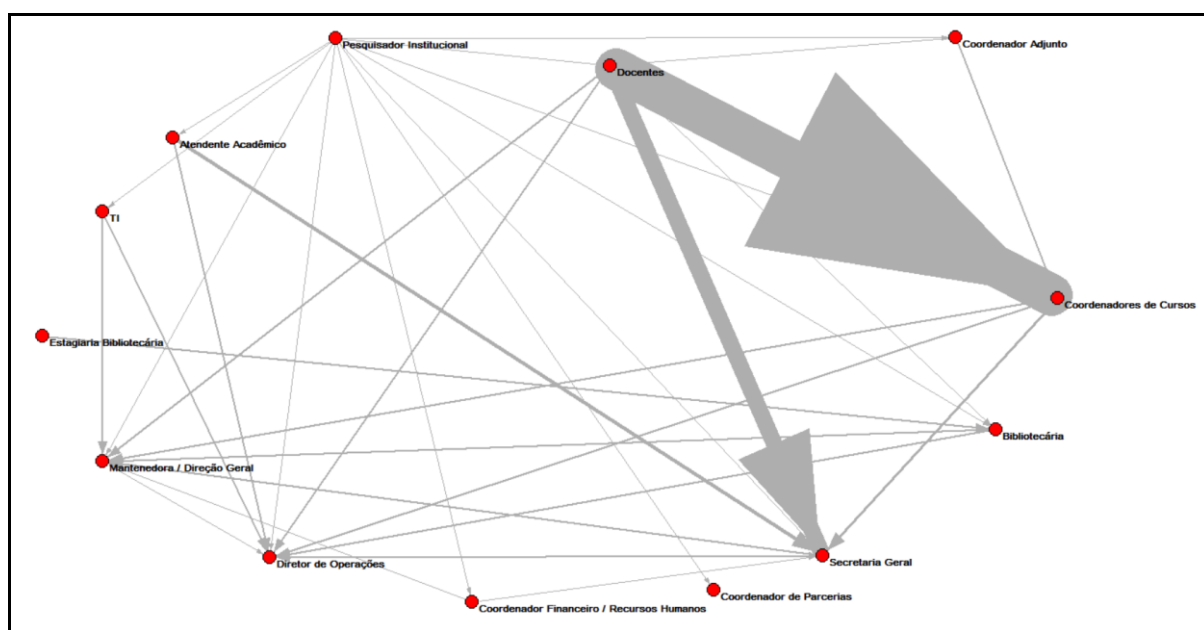 Pesquisador Institucional
Coordenador Adjunto
Docentes
Atendente Acadêmico
TI
Coordenadores de Cursos
Estagiaria Bibliotecária
Bibliotecária
Mantenedora / Direção Geral
Diretor de Operações
Secretaria Geral
Coordenador de Parcerias
Coordenador Financeiro / Recursos Humanos